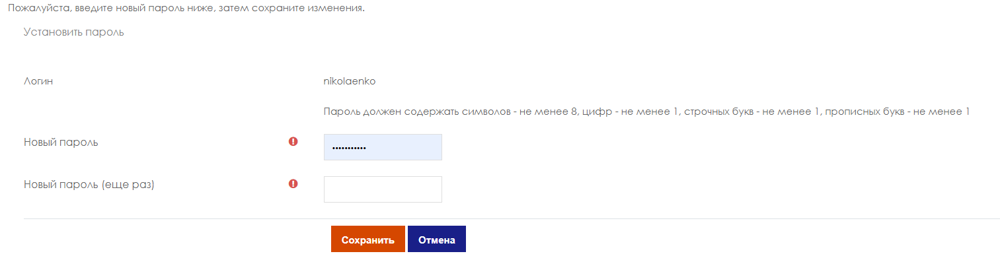 Пожалуйста, введите новый пароль ниже, затем сохраните изменения.
Установить пароль
Логин nikolaenko
Пароль должен содержать символов - не менее 8, цифр - не менее 1, строчных букв - не менее 1, прописных букв - не менее 1
Новый пароль
Новый пароль (еще раз)
Сохранить Отмена